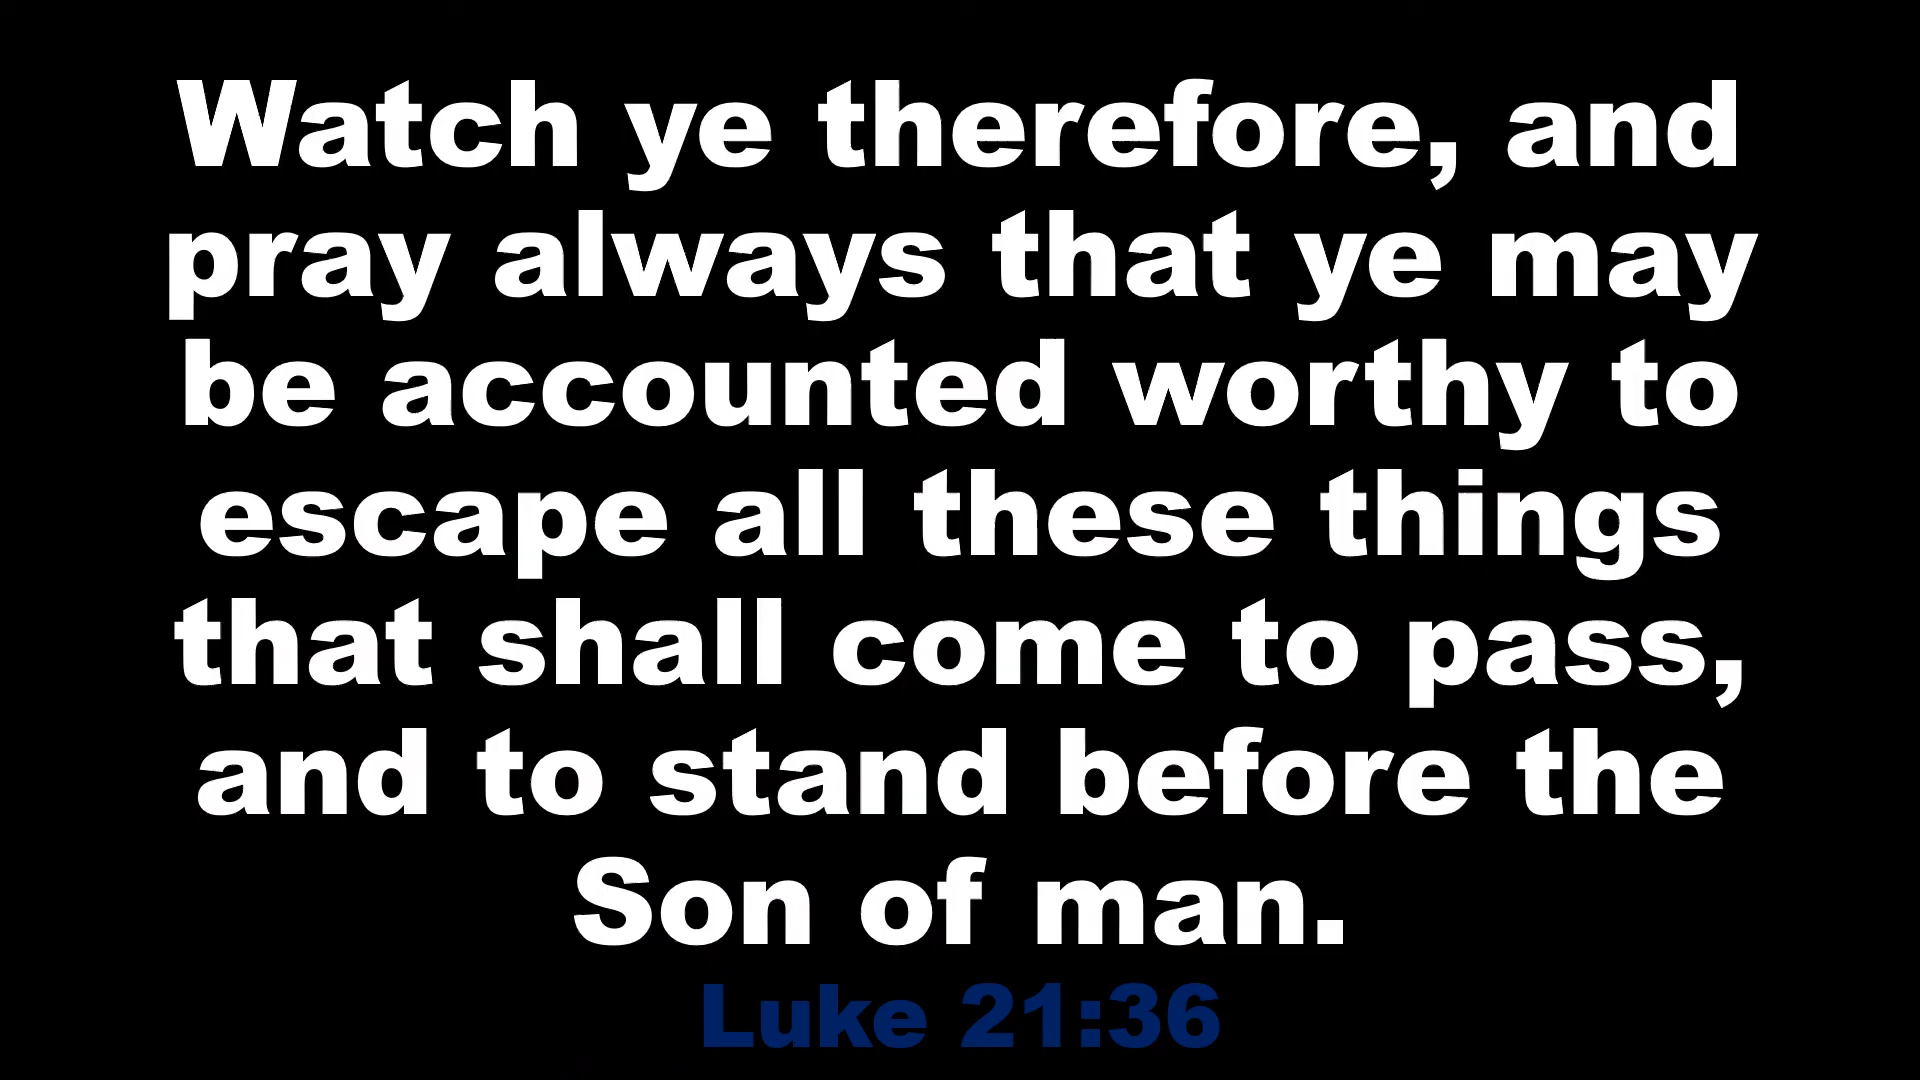 Watch ye therefore, and
pray always that ye may
be accounted worthy to
escape all these things
that shall come to pass,
and to stand before the
Son of man.
Luke 21:36